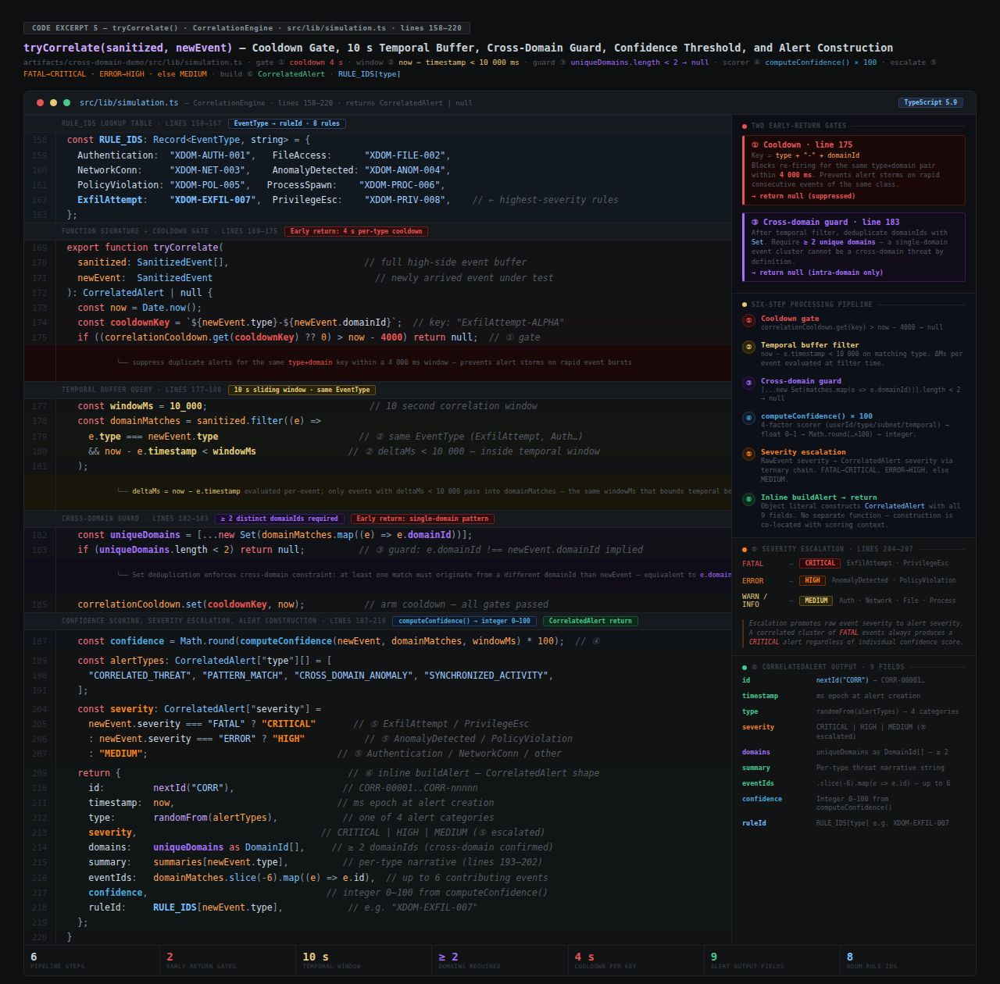 CODE EXCERPT 5 — tryCorrelate() · CorrelationEngine · src/lib/simulation.ts · lines 158–220
tryCorrelate(sanitized, newEvent) — Cooldown Gate, 10 s Temporal Buffer, Cross-Domain Guard, Confidence Threshold, and Alert Construction
artifacts/cross-domain-demo/src/lib/simulation.ts · gate ① cooldown 4 s · window ② now − timestamp < 10 000 ms · guard ③ uniqueDomains.length < 2 → null · scorer ④ computeConfidence() × 100 · escalate ⑤
FATAL→CRITICAL · ERROR→HIGH · else MEDIUM · build ⑥ CorrelatedAlert · RULE_IDS[type]
src/lib/simulation.ts — CorrelationEngine · lines 158–220 · returns CorrelatedAlert | null
TypeScript 5.9
RULE_IDS LOOKUP TABLE · LINES 158–167 EventType → ruleId · 8 rules
158 const RULE_IDS: Record<EventType, string> = {
159 Authentication: "XDOM-AUTH-001", FileAccess: "XDOM-FILE-002",
160 NetworkConn: "XDOM-NET-003", AnomalyDetected: "XDOM-ANOM-004",
161 PolicyViolation: "XDOM-POL-005", ProcessSpawn: "XDOM-PROC-006",
162 ExfilAttempt: "XDOM-EXFIL-007", PrivilegeEsc: "XDOM-PRIV-008", // ← highest-severity rules
163 };
FUNCTION SIGNATURE + COOLDOWN GATE · LINES 169–175 Early return: 4 s per-type cooldown
169 export function tryCorrelate(
170 sanitized: SanitizedEvent[], // full high-side event buffer
171 newEvent: SanitizedEvent // newly arrived event under test
172 ): CorrelatedAlert | null {
173 const now = Date.now();
174 const cooldownKey = `${newEvent.type}-${newEvent.domainId}`; // key: "ExfilAttempt-ALPHA"
175 if ((correlationCooldown.get(cooldownKey) ?? 0) > now - 4000) return null; // ① gate
└── suppress duplicate alerts for the same type+domain key within a 4 000 ms window — prevents alert storms on rapid event bursts
TEMPORAL BUFFER QUERY · LINES 177–180 10 s sliding window · same EventType
177 const windowMs = 10_000; // 10 second correlation window
178 const domainMatches = sanitized.filter((e) =>
179 e.type === newEvent.type // ② same EventType (ExfilAttempt, Auth…)
180 && now - e.timestamp < windowMs // ② deltaMs < 10 000 — inside temporal window
181 );
└── deltaMs = now − e.timestamp evaluated per-event; only events with deltaMs < 10 000 pass into domainMatches — the same windowMs that bounds temporal bo
CROSS-DOMAIN GUARD · LINES 182–183 ≥ 2 distinct domainIds required Early return: single-domain pattern
182 const uniqueDomains = [...new Set(domainMatches.map((e) => e.domainId))];
183 if (uniqueDomains.length < 2) return null; // ③ guard: e.domainId !== newEvent.domainId implied
└── Set deduplication enforces cross-domain constraint: at least one match must originate from a different domainId than newEvent — equivalent to e.domain
185 correlationCooldown.set(cooldownKey, now); // arm cooldown — all gates passed
CONFIDENCE SCORING, SEVERITY ESCALATION, ALERT CONSTRUCTION · LINES 187–219 computeConfidence() → integer 0–100 CorrelatedAlert return
187 const confidence = Math.round(computeConfidence(newEvent, domainMatches, windowMs) * 100); // ④
189 const alertTypes: CorrelatedAlert["type"][] = [
190 "CORRELATED_THREAT", "PATTERN_MATCH", "CROSS_DOMAIN_ANOMALY", "SYNCHRONIZED_ACTIVITY",
191 ];
204 const severity: CorrelatedAlert["severity"] =
205 newEvent.severity === "FATAL" ? "CRITICAL" // ⑤ ExfilAttempt / PrivilegeEsc
206 : newEvent.severity === "ERROR" ? "HIGH" // ⑤ AnomalyDetected / PolicyViolation
207 : "MEDIUM"; // ⑤ Authentication / NetworkConn / other
209 return { // ⑥ inline buildAlert — CorrelatedAlert shape
210 id: nextId("CORR"), // CORR-00001..CORR-nnnnn
211 timestamp: now, // ms epoch at alert creation
212 type: randomFrom(alertTypes), // one of 4 alert categories
213 severity, // CRITICAL | HIGH | MEDIUM (⑤ escalated)
214 domains: uniqueDomains as DomainId[], // ≥ 2 domainIds (cross-domain confirmed)
215 summary: summaries[newEvent.type], // per-type narrative (lines 193–202)
216 eventIds: domainMatches.slice(-6).map((e) => e.id), // up to 6 contributing events
217 confidence, // integer 0–100 from computeConfidence()
218 ruleId: RULE_IDS[newEvent.type], // e.g. "XDOM-EXFIL-007"
219 };
220 }
TWO EARLY-RETURN GATES
① Cooldown · line 175
Key = type + "-" + domainId
Blocks re-firing for the same type+domain pair
within 4 000 ms. Prevents alert storms on rapid
consecutive events of the same class.
→ return null (suppressed)
③ Cross-domain guard · line 183
After temporal filter, deduplicate domainIds with
Set. Require ≥ 2 unique domains — a single-domain
event cluster cannot be a cross-domain threat by
definition.
→ return null (intra-domain only)
SIX-STEP PROCESSING PIPELINE
① Cooldown gate
correlationCooldown.get(key) > now − 4000 → null
② Temporal buffer filter
now − e.timestamp < 10 000 on matching type. ΔMs per
event evaluated at filter time.
③ Cross-domain guard
[...new Set(matches.map(e => e.domainId))].length < 2
→ null
④ computeConfidence() × 100
4-factor scorer (userId/type/subnet/temporal) →
float 0–1 → Math.round(…×100) → integer.
⑤ Severity escalation
RawEvent severity → CorrelatedAlert severity via
ternary chain. FATAL→CRITICAL, ERROR→HIGH, else
MEDIUM.
⑥ Inline buildAlert → return
Object literal constructs CorrelatedAlert with all
9 fields. No separate function — construction is
co-located with scoring context.
⑤ SEVERITY ESCALATION · LINES 204–207
FATAL → CRITICAL ExfilAttempt · PrivilegeEsc
ERROR → HIGH AnomalyDetected · PolicyViolation
WARN /
INFO → MEDIUM Auth · Network · File · Process
Escalation promotes raw event severity to alert severity.
A correlated cluster of FATAL events always produces a
CRITICAL alert regardless of individual confidence score.
⑥ CORRELATEDALERT OUTPUT · 9 FIELDS
id nextId("CORR") → CORR-00001…
timestamp ms epoch at alert creation
type randomFrom(alertTypes) — 4 categories
severity CRITICAL | HIGH | MEDIUM (⑤
escalated)
domains uniqueDomains as DomainId[] — ≥ 2
summary Per-type threat narrative string
eventIds .slice(-6).map(e => e.id) — up to 6
confidence Integer 0–100 from
computeConfidence()
ruleId RULE_IDS[type] e.g. XDOM-EXFIL-007
6
PIPELINE STEPS
2
EARLY-RETURN GATES
10 s
TEMPORAL WINDOW
≥ 2
DOMAINS REQUIRED
4 s
COOLDOWN PER KEY
9
ALERT OUTPUT FIELDS
8
XDOM RULE IDS